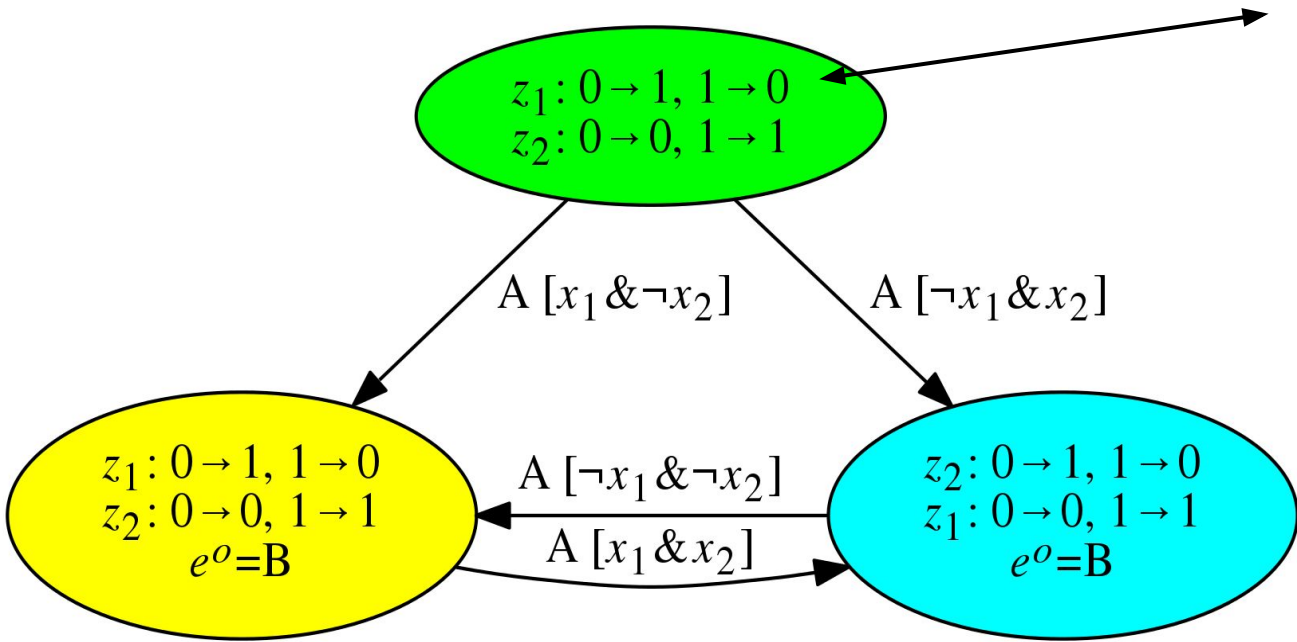 z₁: 0→1, 1→0
z₂: 0→0, 1→1
A [x₁&¬x₂]
A [¬x₁&x₂]
z₁: 0→1, 1→0
z₂: 0→0, 1→1
eᵒ=B
A [¬x₁&¬x₂]
A [x₁&x₂]
z₂: 0→1, 1→0
z₁: 0→0, 1→1
eᵒ=B